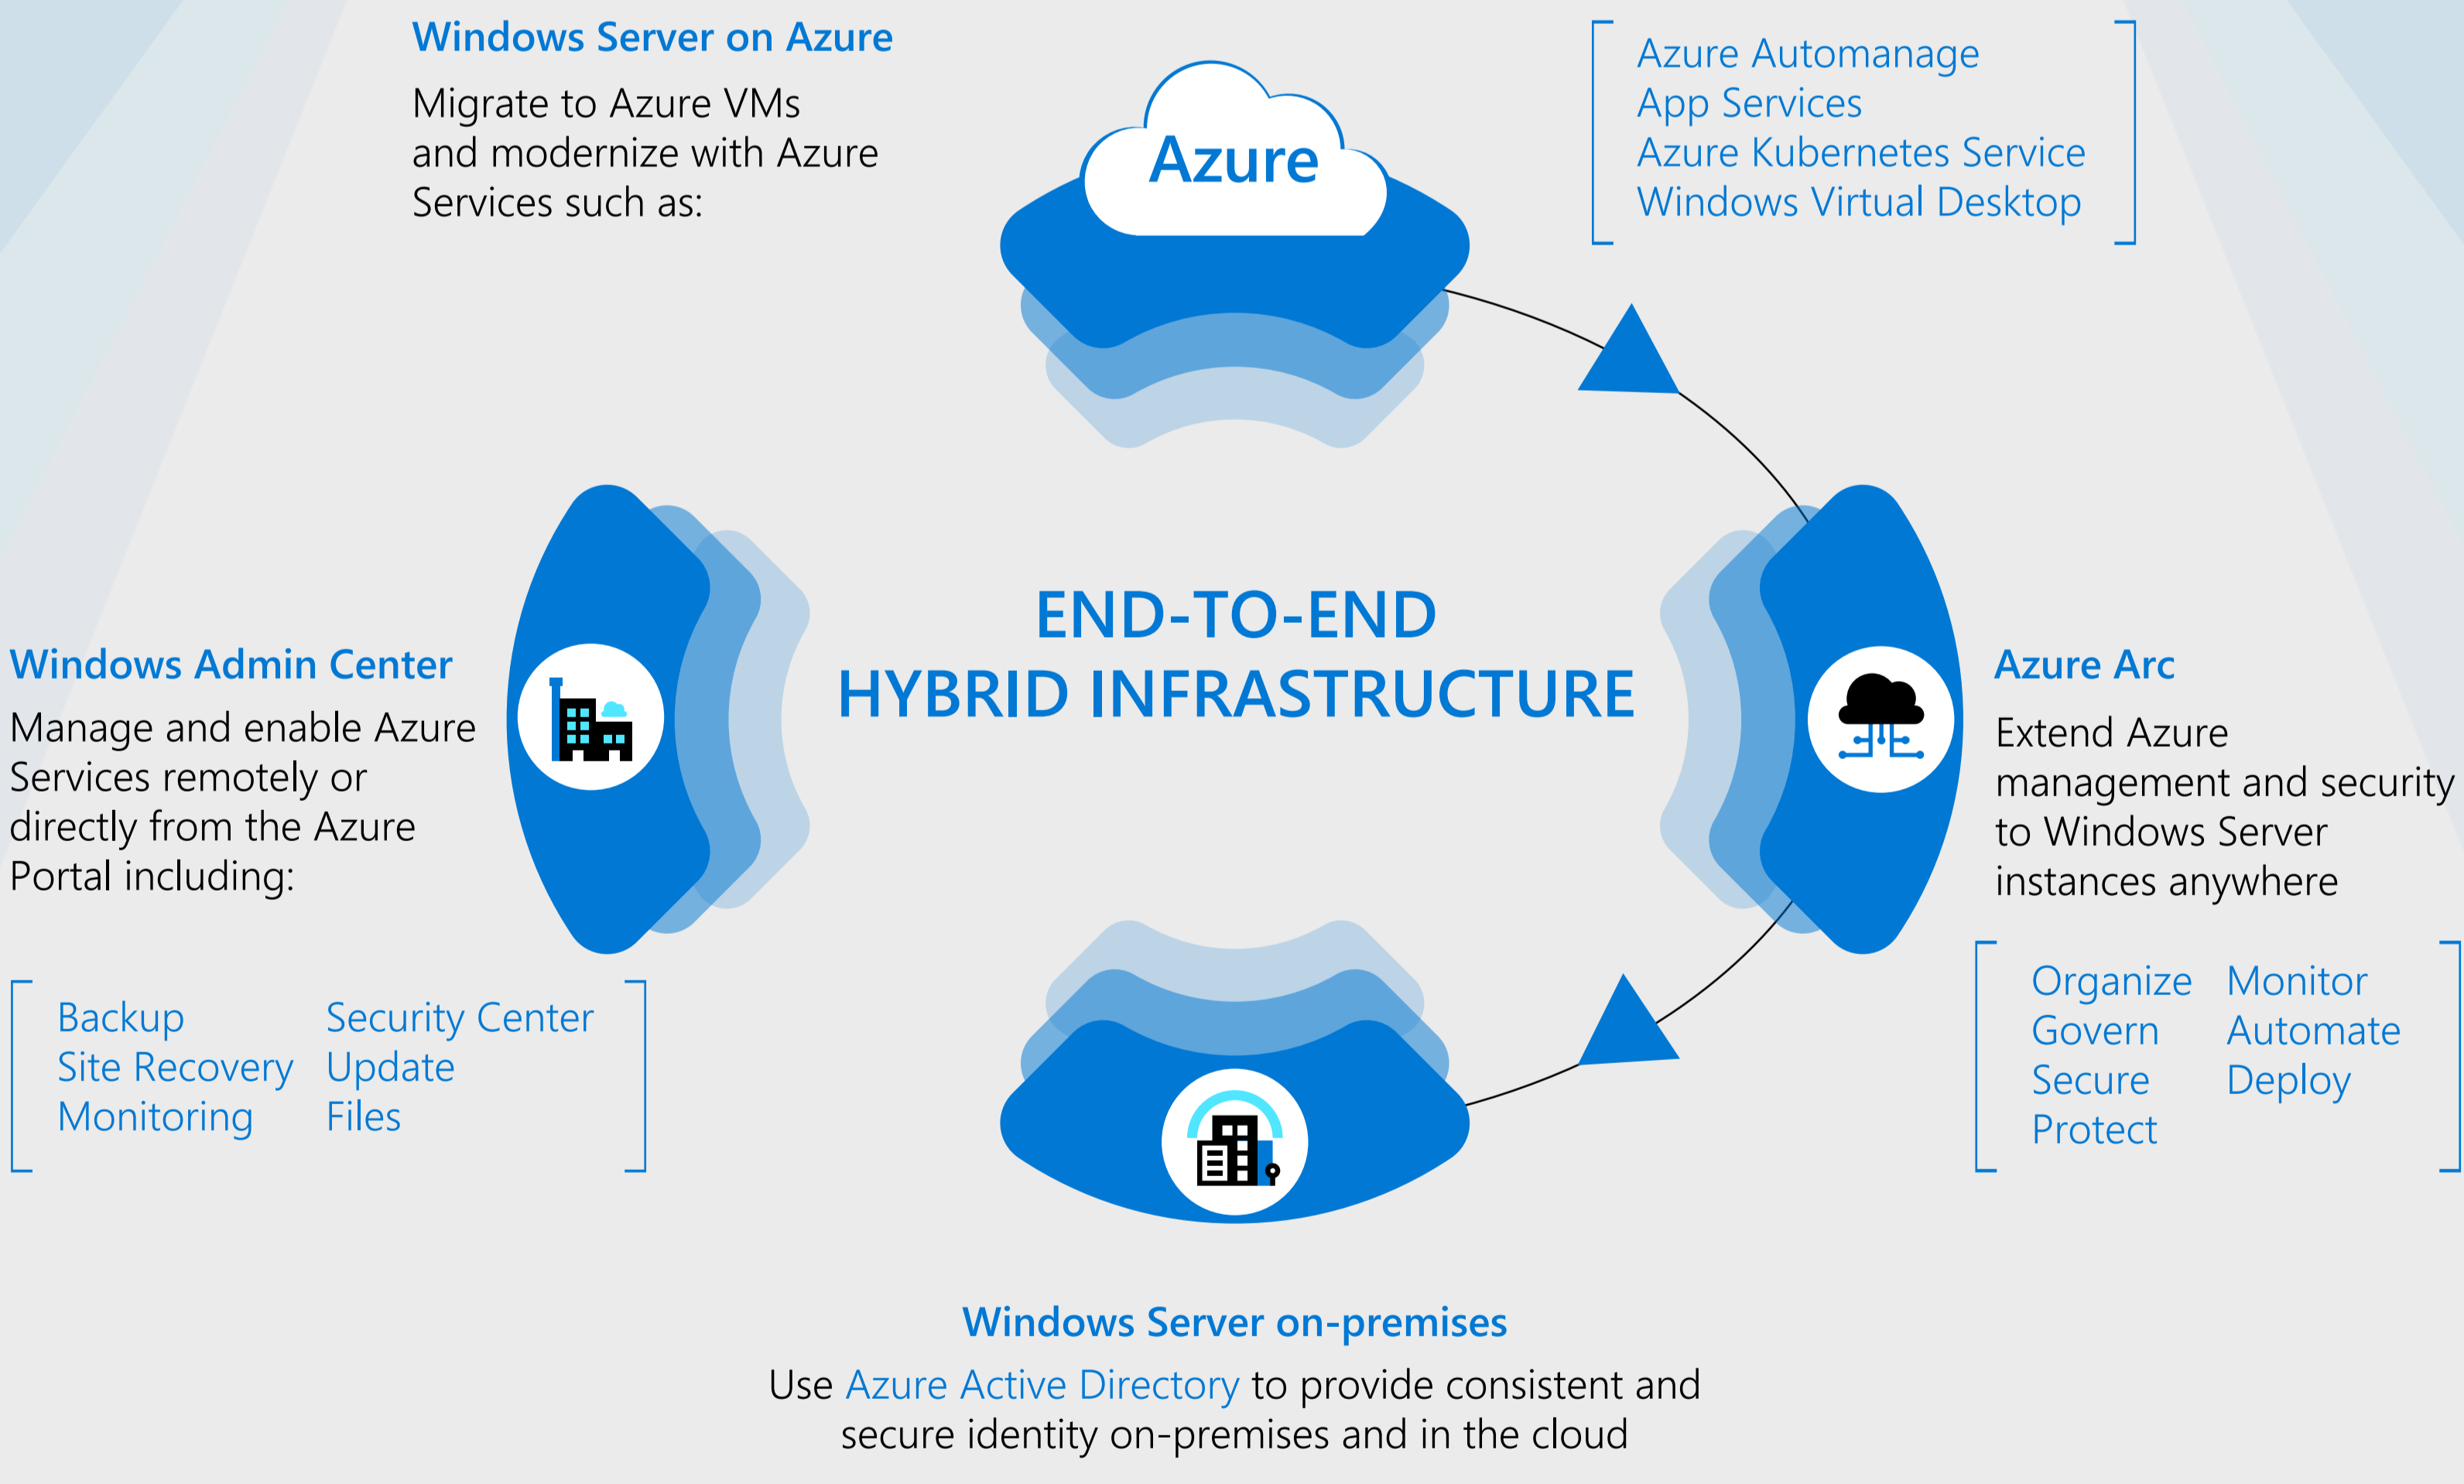 Windows Server on Azure
Migrate to Azure VMs
and modernize with Azure
Services such as:
Azure
Azure Automanage
App Services
Azure Kubernetes Service
Windows Virtual Desktop
END-TO-END
HYBRID INFRASTRUCTURE
Windows Admin Center
Manage and enable Azure
Services remotely or
directly from the Azure
Portal including:
Backup
Site Recovery
Monitoring
Security Center
Update
Files
Azure Arc
Extend Azure
management and security
to Windows Server
instances anywhere
Organize
Govern
Secure
Protect
Monitor
Automate
Deploy
Windows Server on-premises
Use Azure Active Directory to provide consistent and
secure identity on-premises and in the cloud